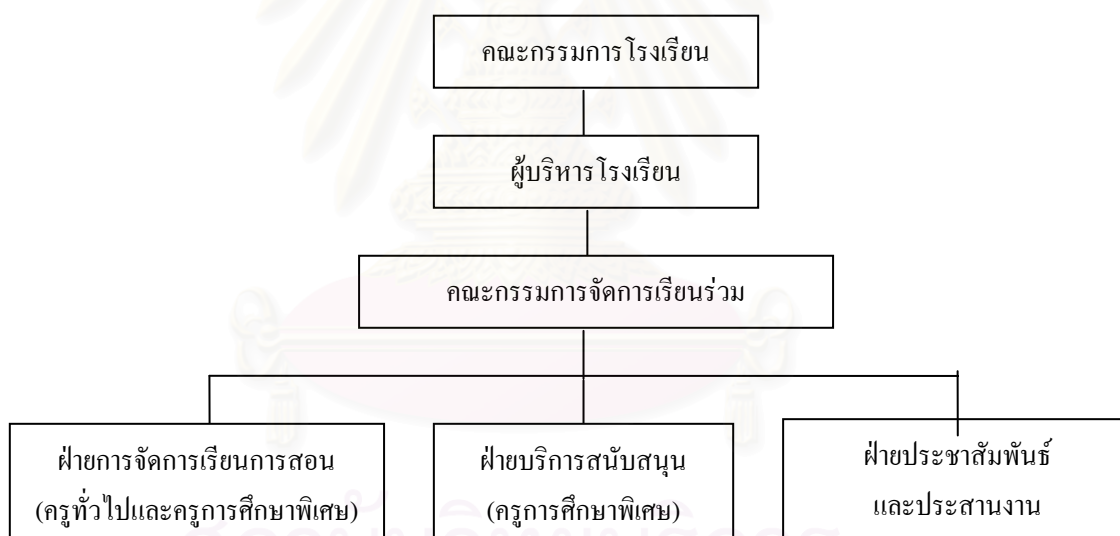 คณะกรรมการโรงเรียน
ผู้บริหารโรงเรียน
คณะกรรมการจัดการเรียนร่วม
ฝ่ายการจัดการเรียนการสอน
(ครูทั่วไปและครูการศึกษาพิเศษ)
ฝ่ายบริการสนับสนุน
(ครูการศึกษาพิเศษ)
ฝ่ายประชาสัมพันธ์
และประสานงาน